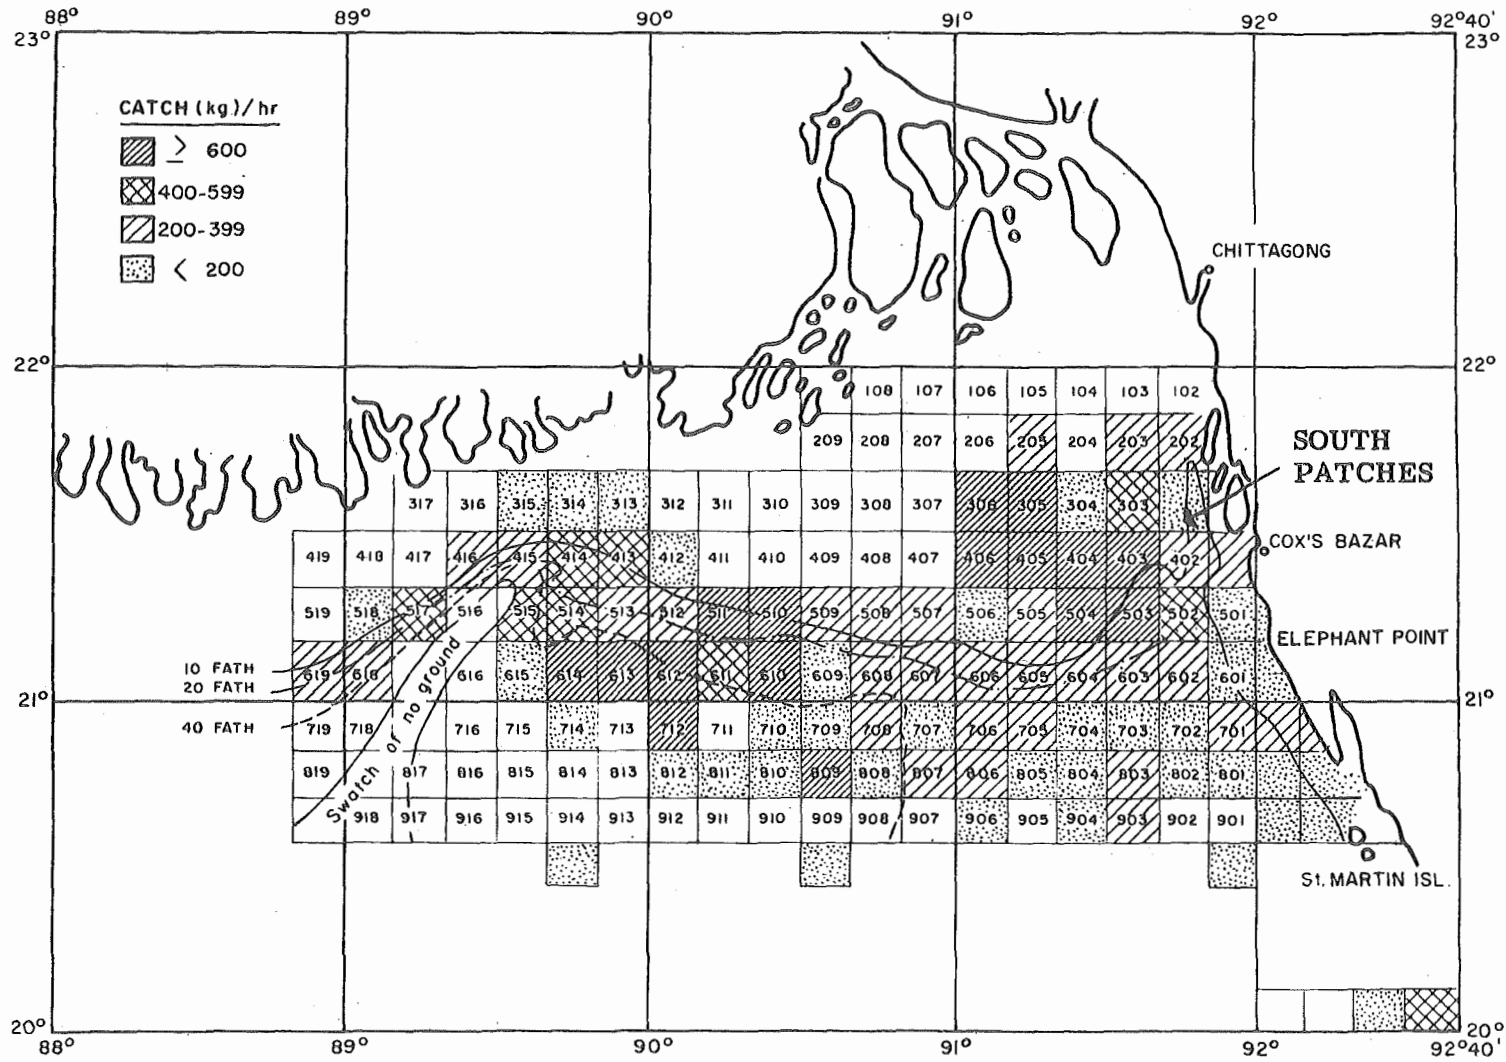 88° 89° 90° 91° 92° 92°40'
23° 23°
CATCH (kg.)/hr
≥ 600
400-599
200-399
< 200
CHITTAGONG
22° 22°
108 107 106 105 104 103 102
209 208 207 206 205 204 203 202
SOUTH
PATCHES
317 316 315 314 313 312 311 310 309 308 307 306 305 304 303
419 418 417 416 415 414 413 412 411 410 409 408 407 406 405 404 403 402
COX'S BAZAR
519 518 517 516 515 514 513 512 511 510 509 508 507 506 505 504 503 502 501
ELEPHANT POINT
10 FATH
20 FATH
619 618 616 615 614 613 612 611 610 609 608 607 606 605 604 603 602 601
21° 21°
40 FATH
719 718 716 715 714 713 712 711 710 709 708 707 706 705 704 703 702 701
Swatch of no ground
819 817 816 815 814 813 812 811 810 809 808 807 806 805 804 803 802 801
918 917 916 915 914 913 912 911 910 909 908 907 906 905 904 903 902 901
St. MARTIN ISL.
20° 20°
88° 89° 90° 91° 92° 92°40'